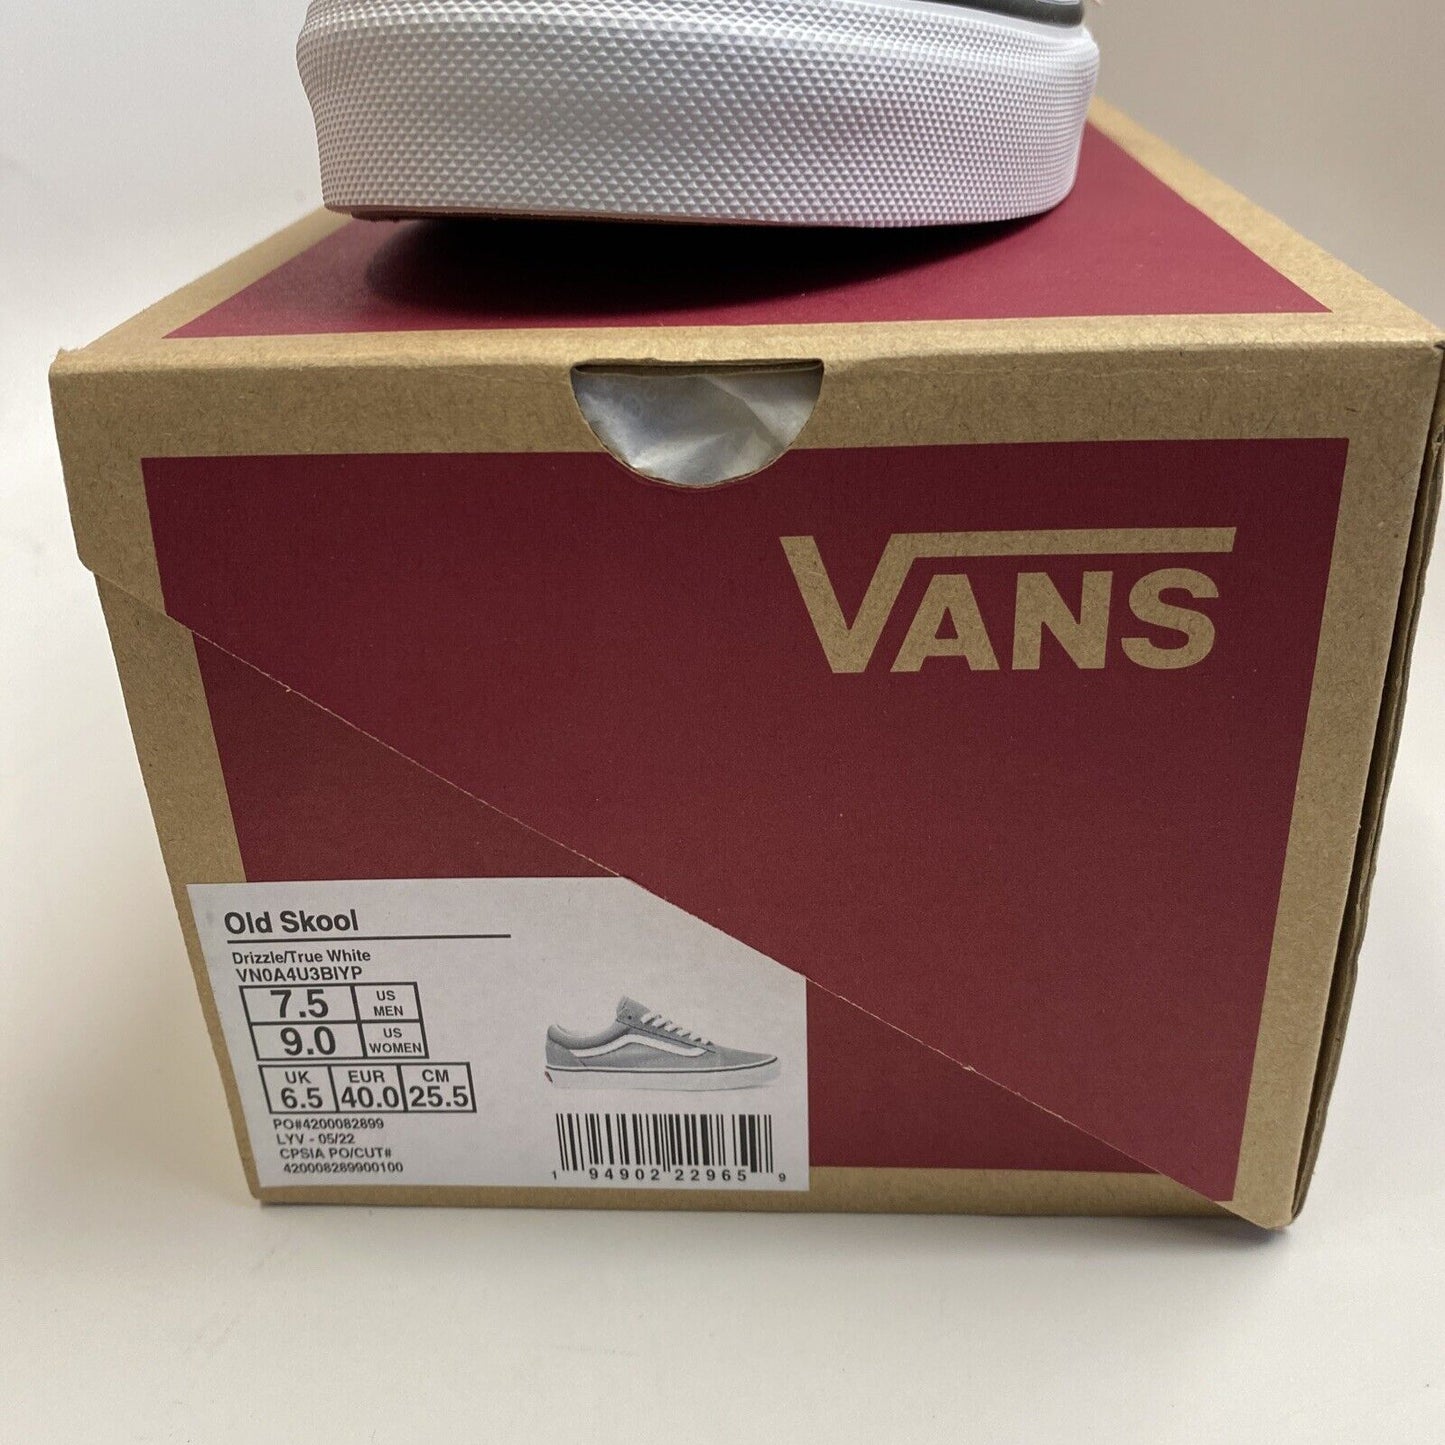 VANS
Old Skool
Drizzle/True White
VN0A4U3BIYP
7.5 US MEN
9.0 US WOMEN
UK EUR CM
6.5 40.0 25.5
PO#4200082899
LYV - 05/22
CPSIA PO/CUT#
420008289900100
1 94902 22965 9